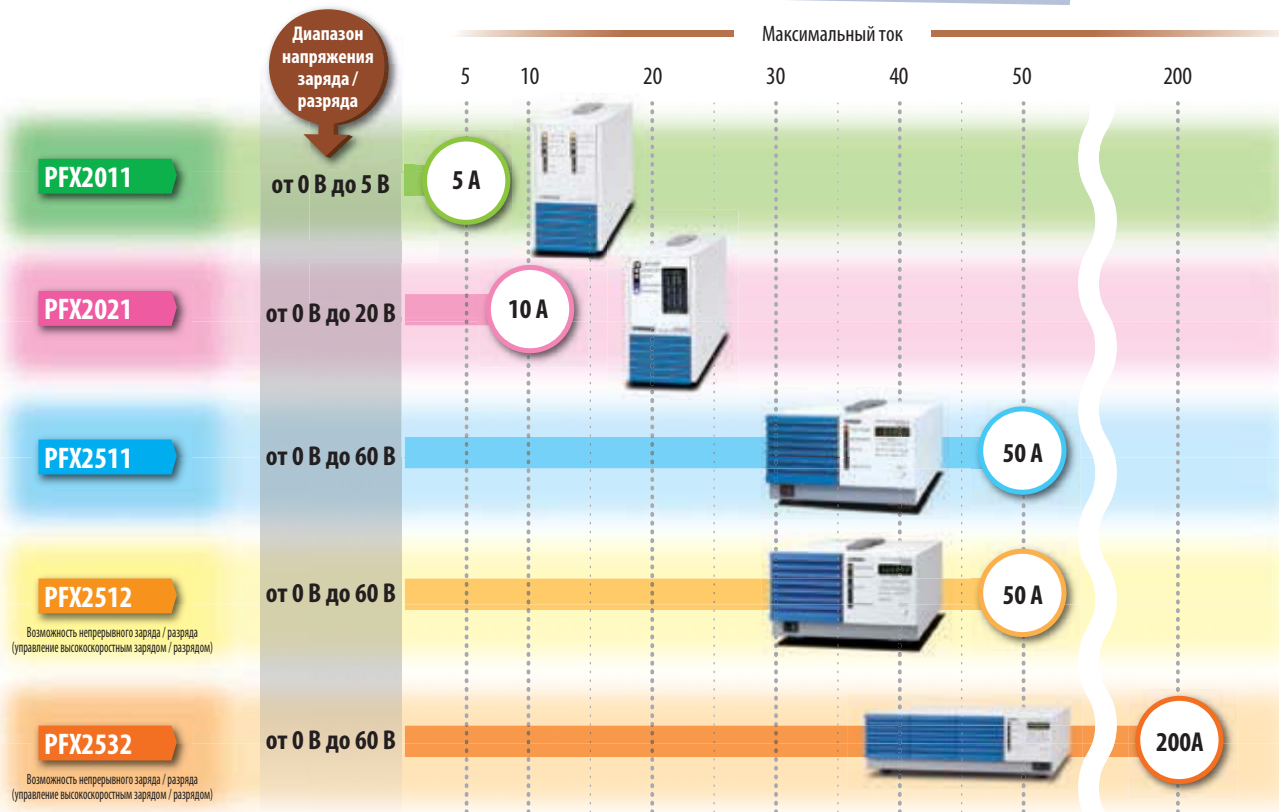 Диапазон
напряжения
заряда /
разряда
Максимальный ток
5 10 20 30 40 50 200
PFX2011
от 0 В до 5 В
5 А
PFX2021
от 0 В до 20 В
10 А
PFX2511
от 0 В до 60 В
50 А
PFX2512
от 0 В до 60 В
50 А
Возможность непрерывного заряда / разряда
(управление высокоскоростным зарядом / разрядом)
PFX2532
от 0 В до 60 В
200А
Возможность непрерывного заряда / разряда
(управление высокоскоростным зарядом / разрядом)